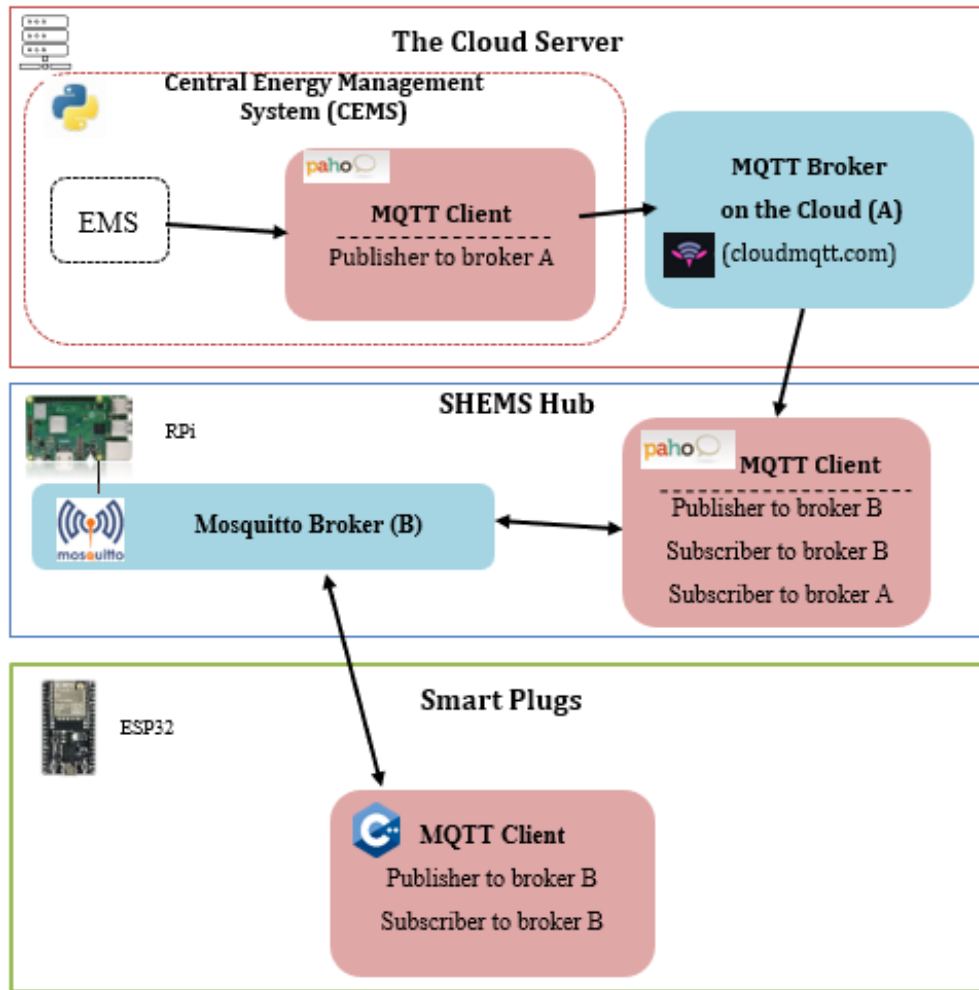 The Cloud Server
Central Energy Management
System (CEMS)
EMS
paho
MQTT Client
Publisher to broker A
MQTT Broker
on the Cloud (A)
(cloudmqtt.com)
SHEMS Hub
RPi
mosquitto
Mosquitto Broker (B)
paho
MQTT Client
Publisher to broker B
Subscriber to broker B
Subscriber to broker A
Smart Plugs
ESP32
C++
MQTT Client
Publisher to broker B
Subscriber to broker B